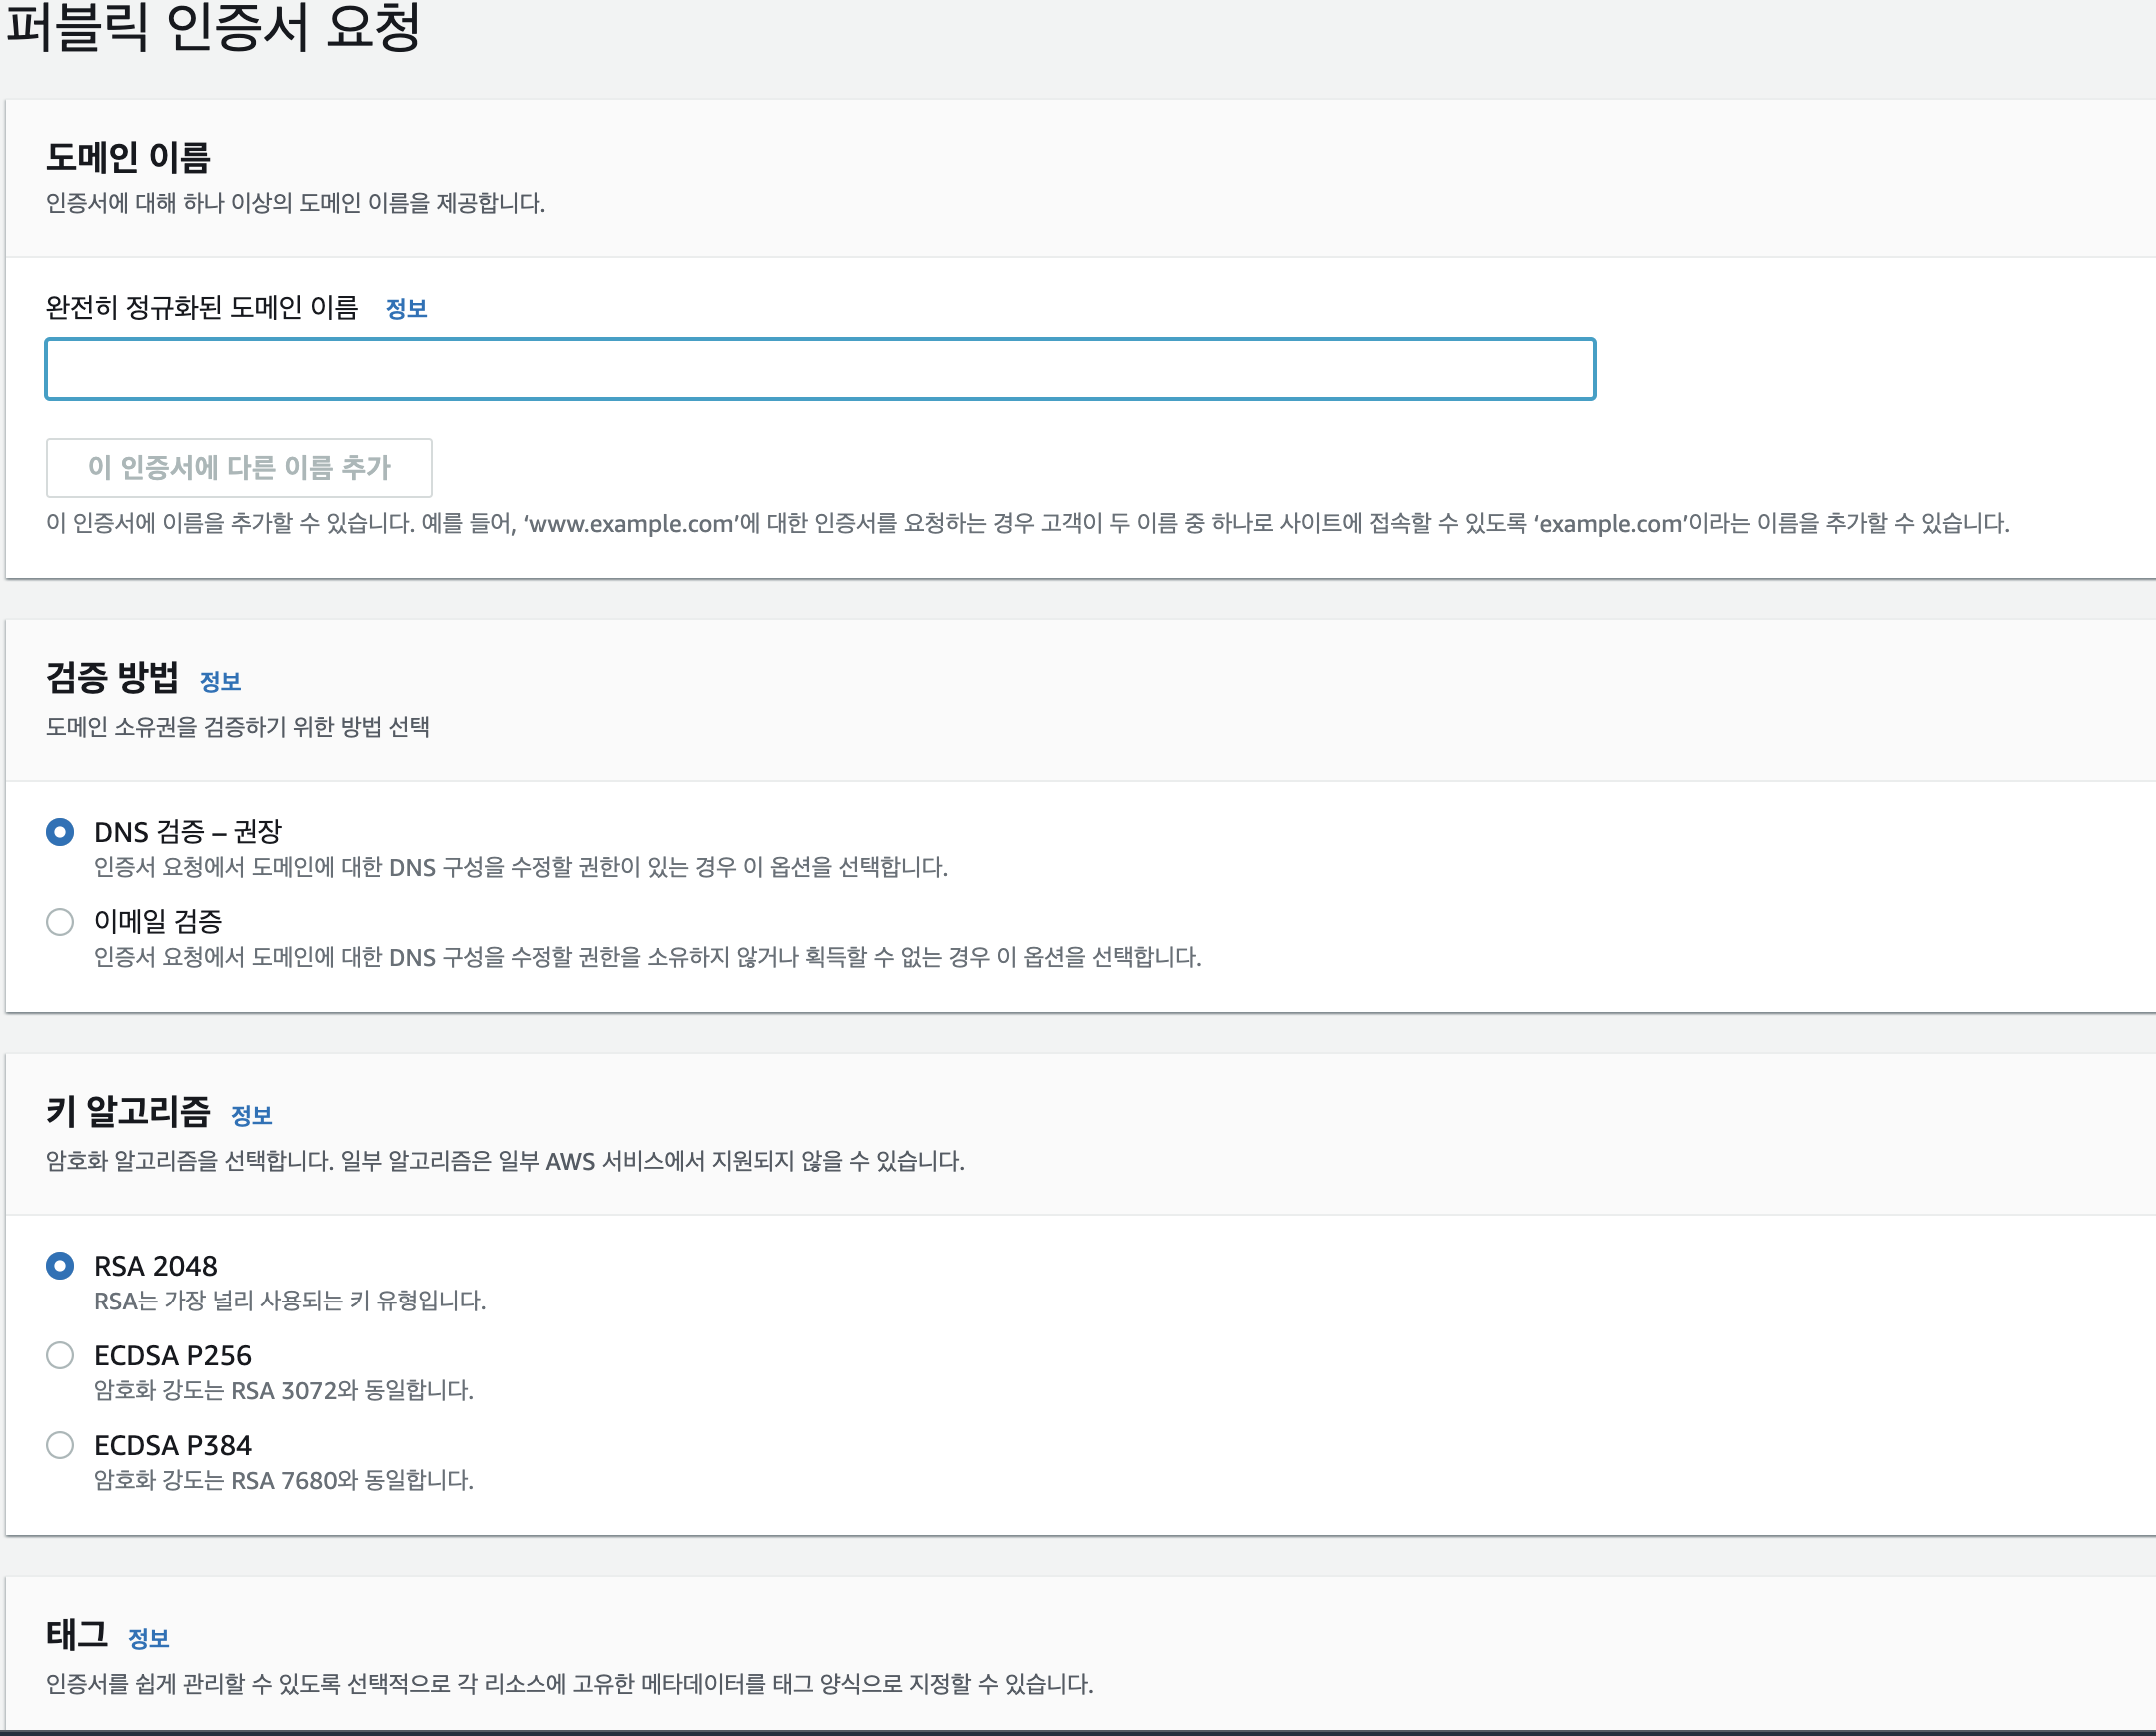 퍼블릭 인증서 요청
도메인 이름
인증서에 대해 하나 이상의 도메인 이름을 제공합니다.
완전히 정규화된 도메인 이름 정보
이 인증서에 다른 이름 추가
이 인증서에 이름을 추가할 수 있습니다. 예를 들어, ‘www.example.com’에 대한 인증서를 요청하는 경우 고객이 두 이름 중 하나로 사이트에 접속할 수 있도록 ‘example.com’이라는 이름을 추가할 수 있습니다.
검증 방법 정보
도메인 소유권을 검증하기 위한 방법 선택
DNS 검증 – 권장
인증서 요청에서 도메인에 대한 DNS 구성을 수정할 권한이 있는 경우 이 옵션을 선택합니다.
이메일 검증
인증서 요청에서 도메인에 대한 DNS 구성을 수정할 권한을 소유하지 않거나 획득할 수 없는 경우 이 옵션을 선택합니다.
키 알고리즘 정보
암호화 알고리즘을 선택합니다. 일부 알고리즘은 일부 AWS 서비스에서 지원되지 않을 수 있습니다.
RSA 2048
RSA는 가장 널리 사용되는 키 유형입니다.
ECDSA P256
암호화 강도는 RSA 3072와 동일합니다.
ECDSA P384
암호화 강도는 RSA 7680와 동일합니다.
태그 정보
인증서를 쉽게 관리할 수 있도록 선택적으로 각 리소스에 고유한 메타데이터를 태그 양식으로 지정할 수 있습니다.